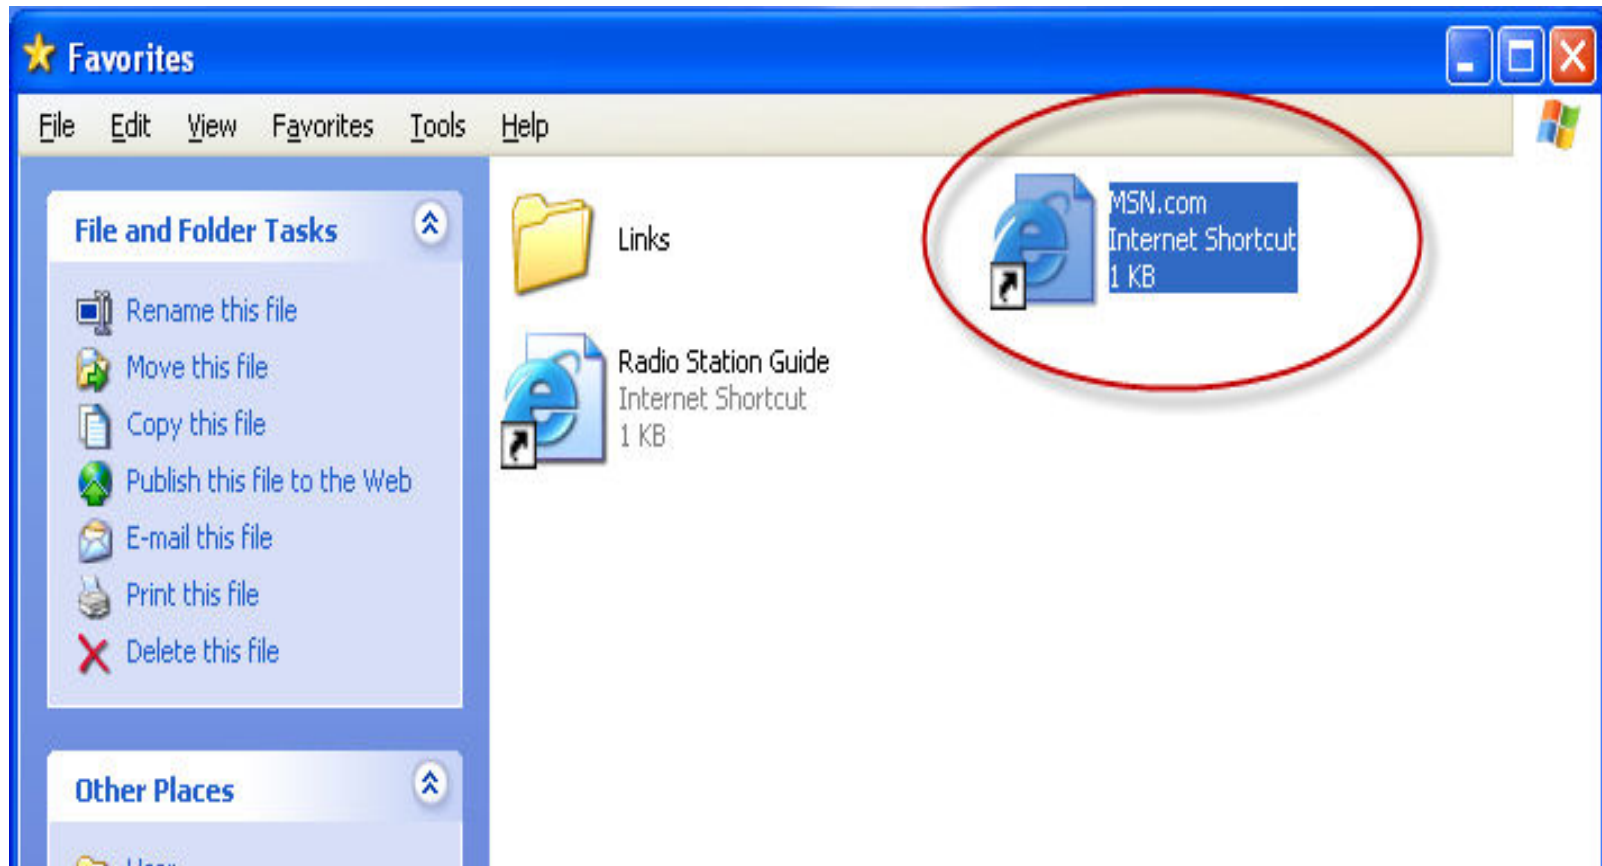 Favorites
File Edit View Favorites Tools Help
File and Folder Tasks
Rename this file
Move this file
Copy this file
Publish this file to the Web
E-mail this file
Print this file
Delete this file
Other Places
Links
MSN.com
Internet Shortcut
1 KB
Radio Station Guide
Internet Shortcut
1 KB